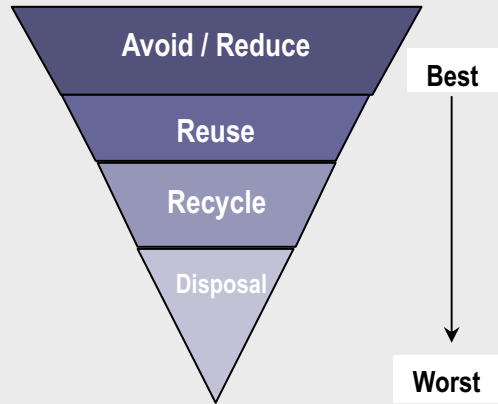 Avoid / Reduce
Best
Reuse
Recycle
Disposal
Worst